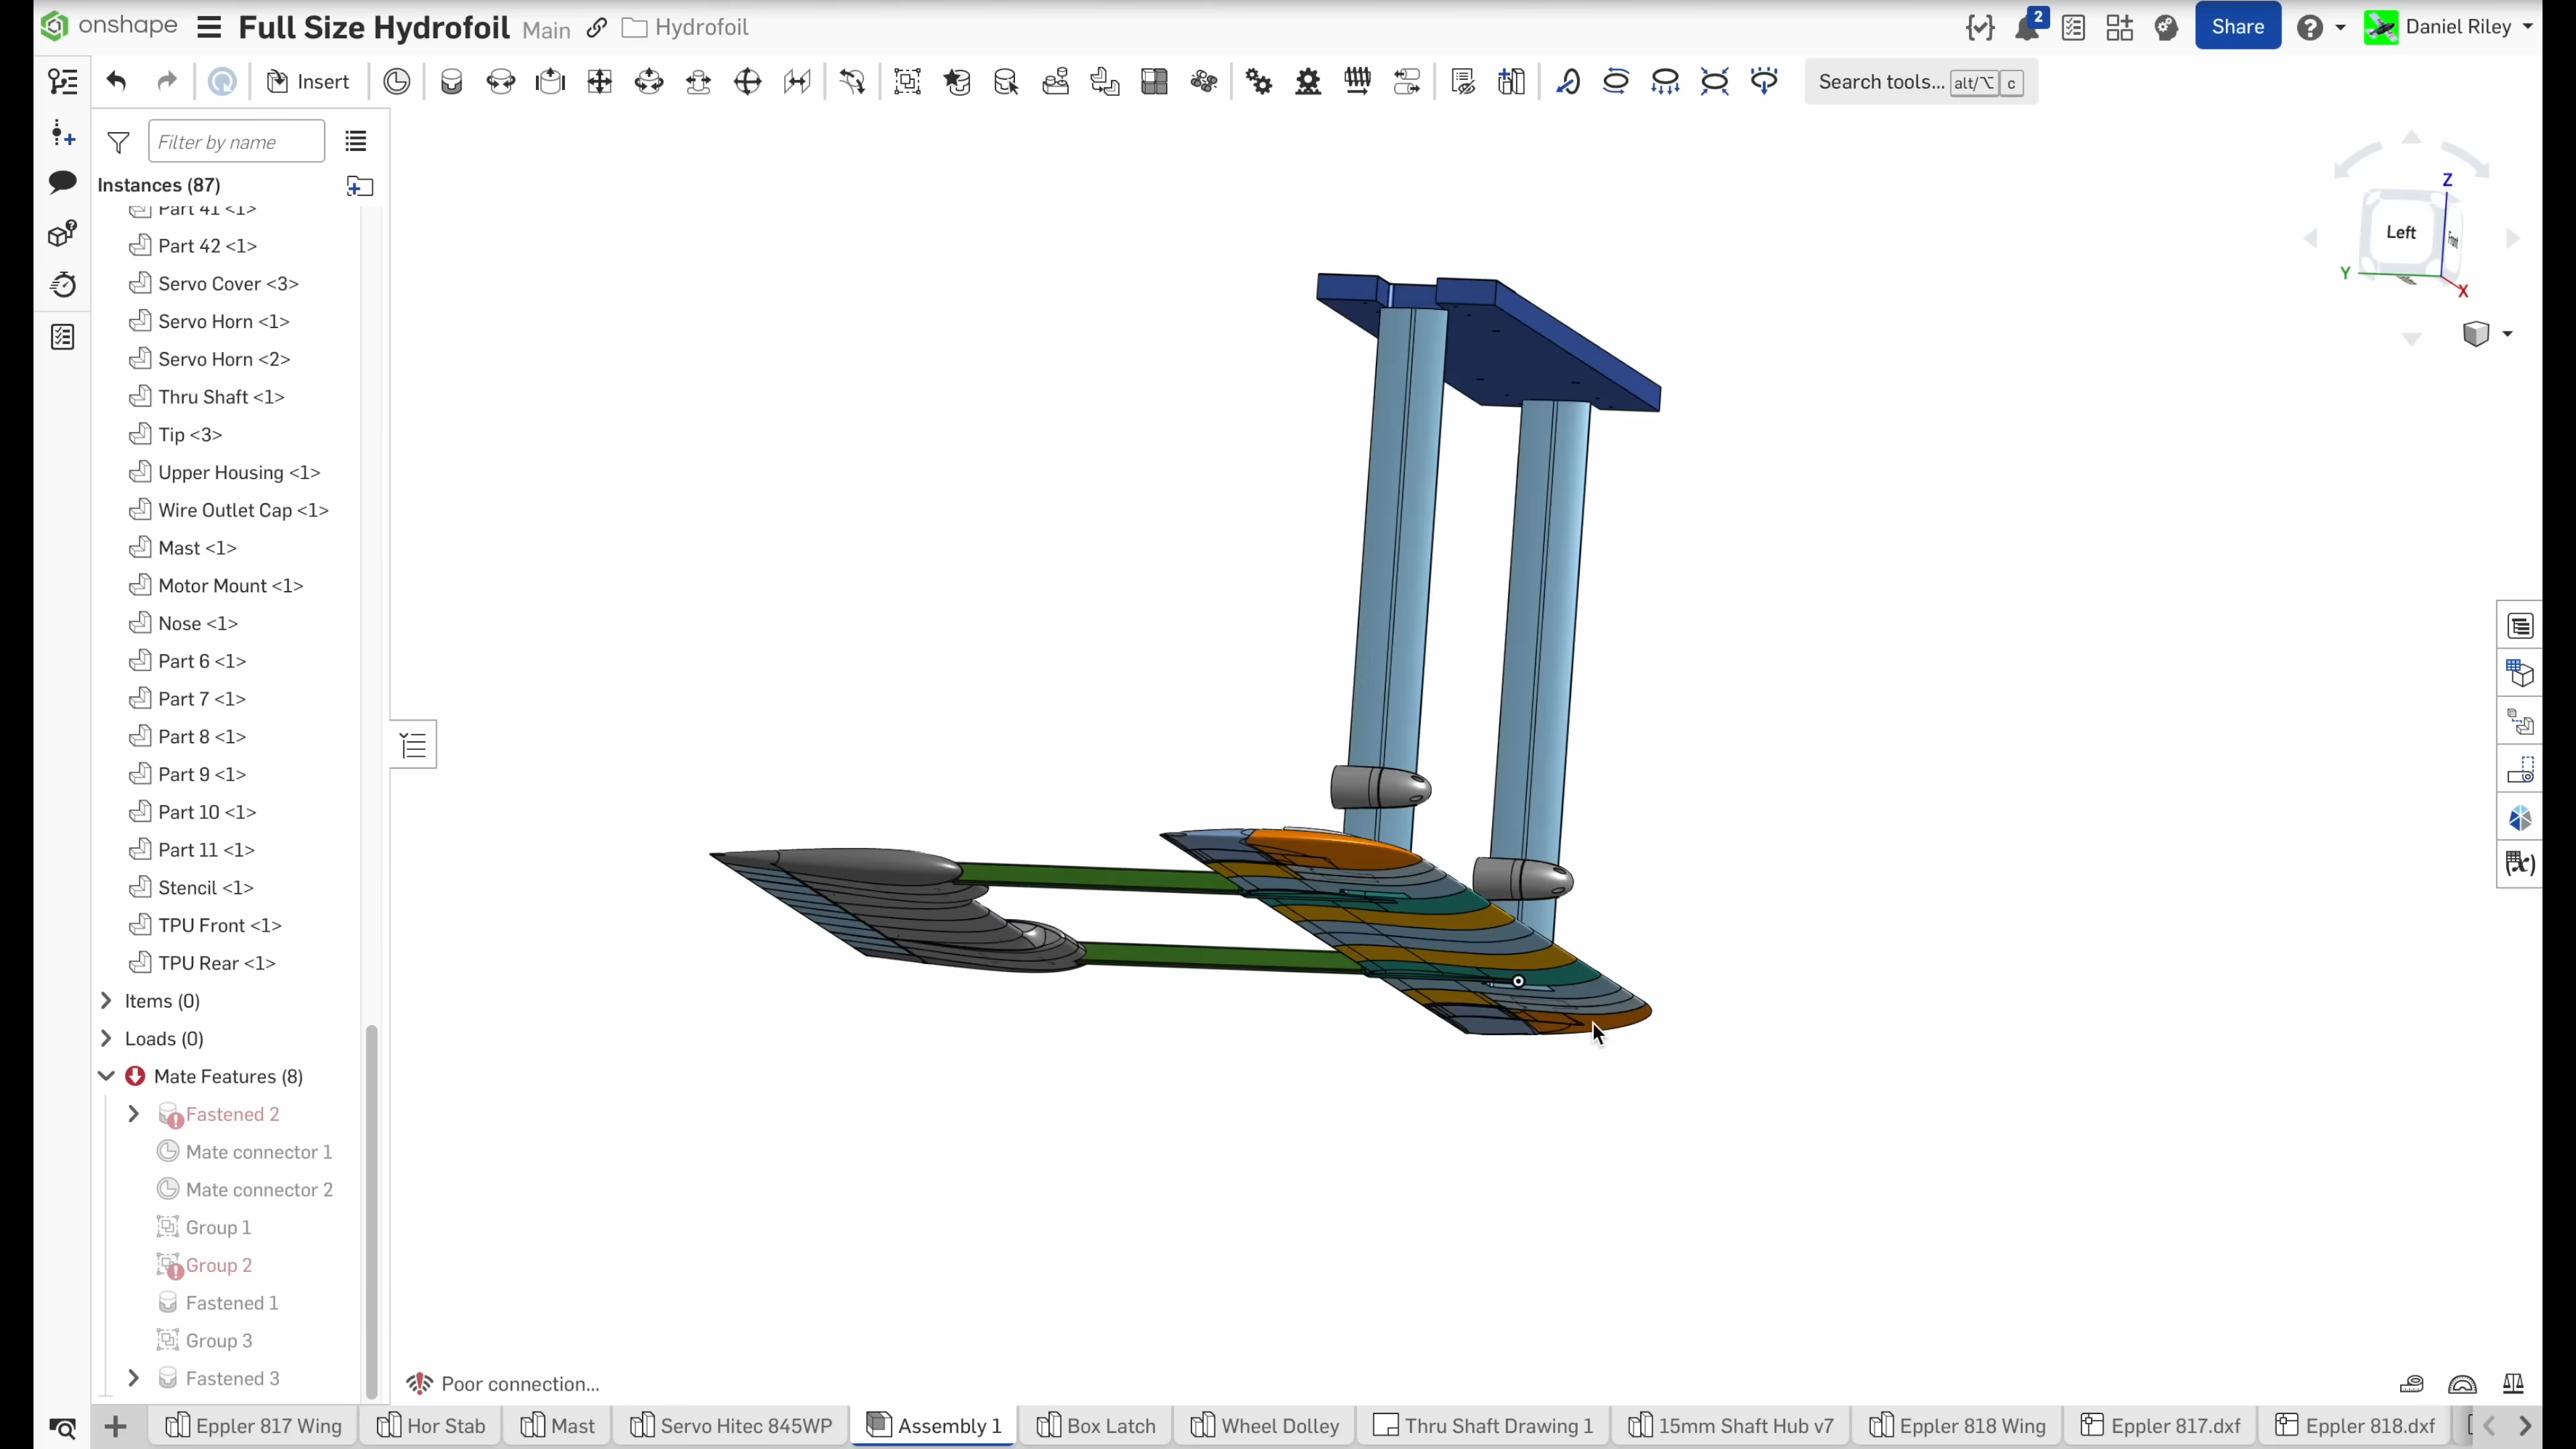 onshape Full Size Hydrofoil Main Hydrofoil
2 Share Daniel Riley
Insert
Search tools... alt/⌥ c
Filter by name
Instances (87)
Part 41 <1>
Part 42 <1>
Servo Cover <3>
Servo Horn <1>
Servo Horn <2>
Thru Shaft <1>
Tip <3>
Upper Housing <1>
Wire Outlet Cap <1>
Mast <1>
Motor Mount <1>
Nose <1>
Part 6 <1>
Part 7 <1>
Part 8 <1>
Part 9 <1>
Part 10 <1>
Part 11 <1>
Stencil <1>
TPU Front <1>
TPU Rear <1>
Items (0)
Loads (0)
Mate Features (8)
Fastened 2
Mate connector 1
Mate connector 2
Group 1
Group 2
Fastened 1
Group 3
Fastened 3
Z
Left Front
Y
X
(x)
Poor connection...
Eppler 817 Wing Hor Stab Mast Servo Hitec 845WP Assembly 1 Box Latch Wheel Dolley Thru Shaft Drawing 1 15mm Shaft Hub v7 Eppler 818 Wing Eppler 817.dxf Eppler 818.dxf